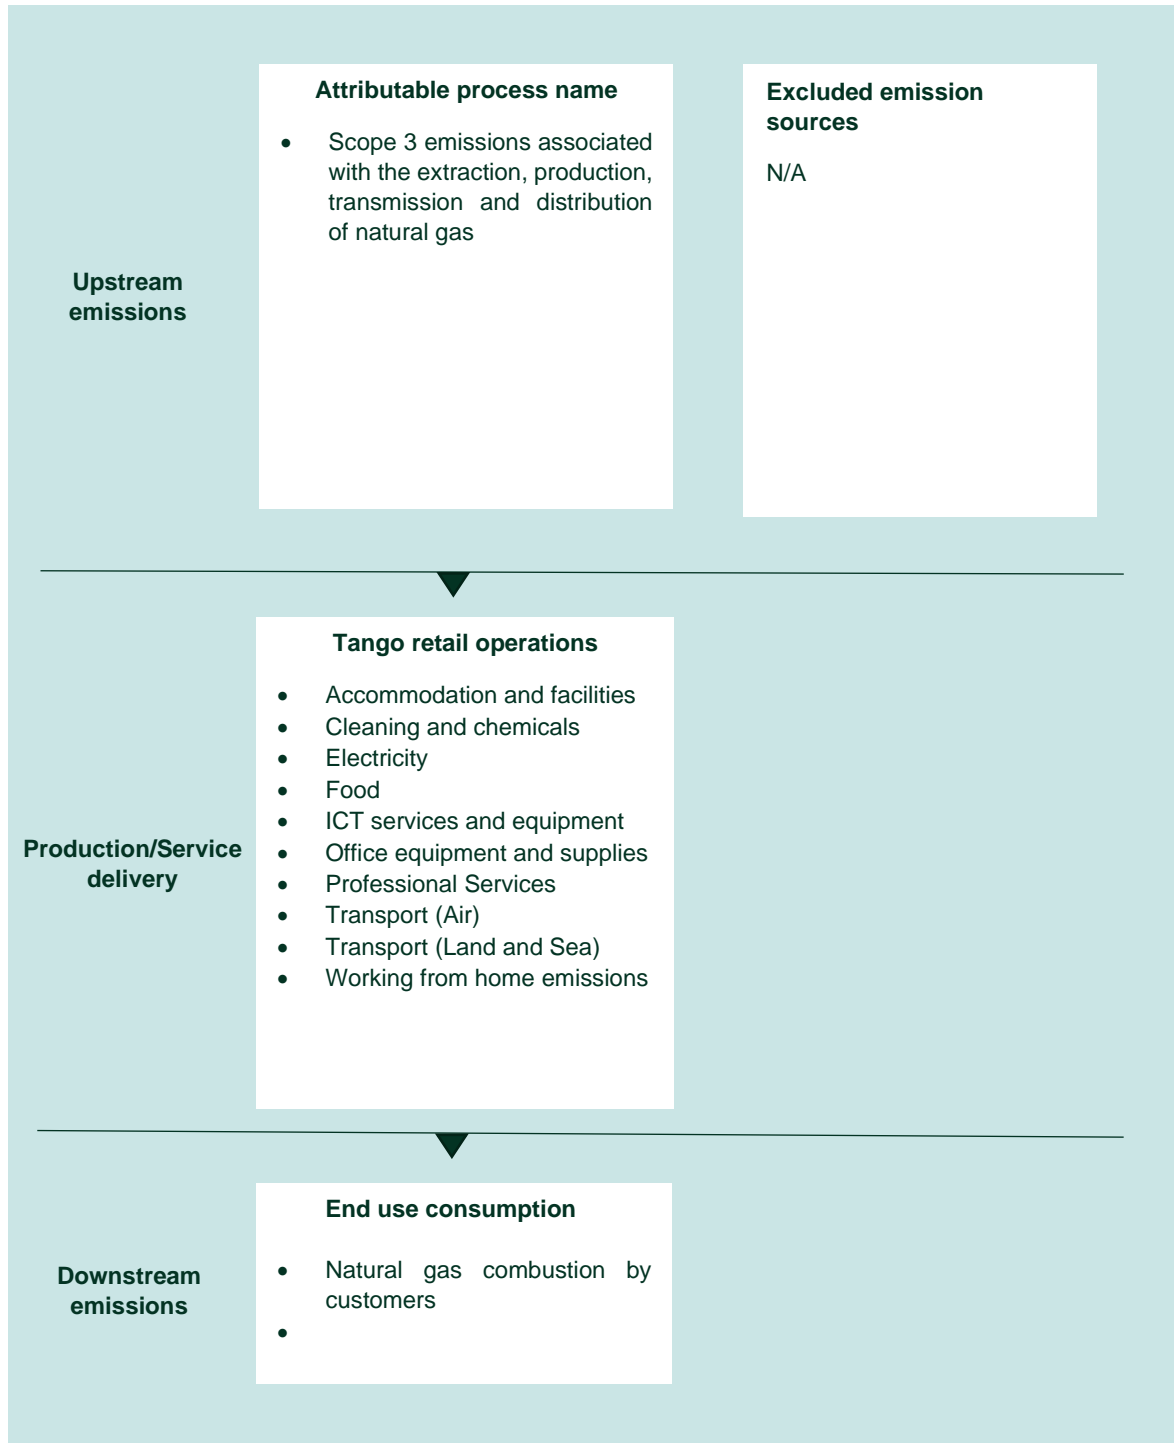 Upstream
emissions
Attributable process name
• Scope 3 emissions associated
with the extraction, production,
transmission and distribution
of natural gas
Excluded emission
sources
N/A
Production/Service
delivery
Tango retail operations
• Accommodation and facilities
• Cleaning and chemicals
• Electricity
• Food
• ICT services and equipment
• Office equipment and supplies
• Professional Services
• Transport (Air)
• Transport (Land and Sea)
• Working from home emissions
Downstream
emissions
End use consumption
• Natural gas combustion by
customers
•